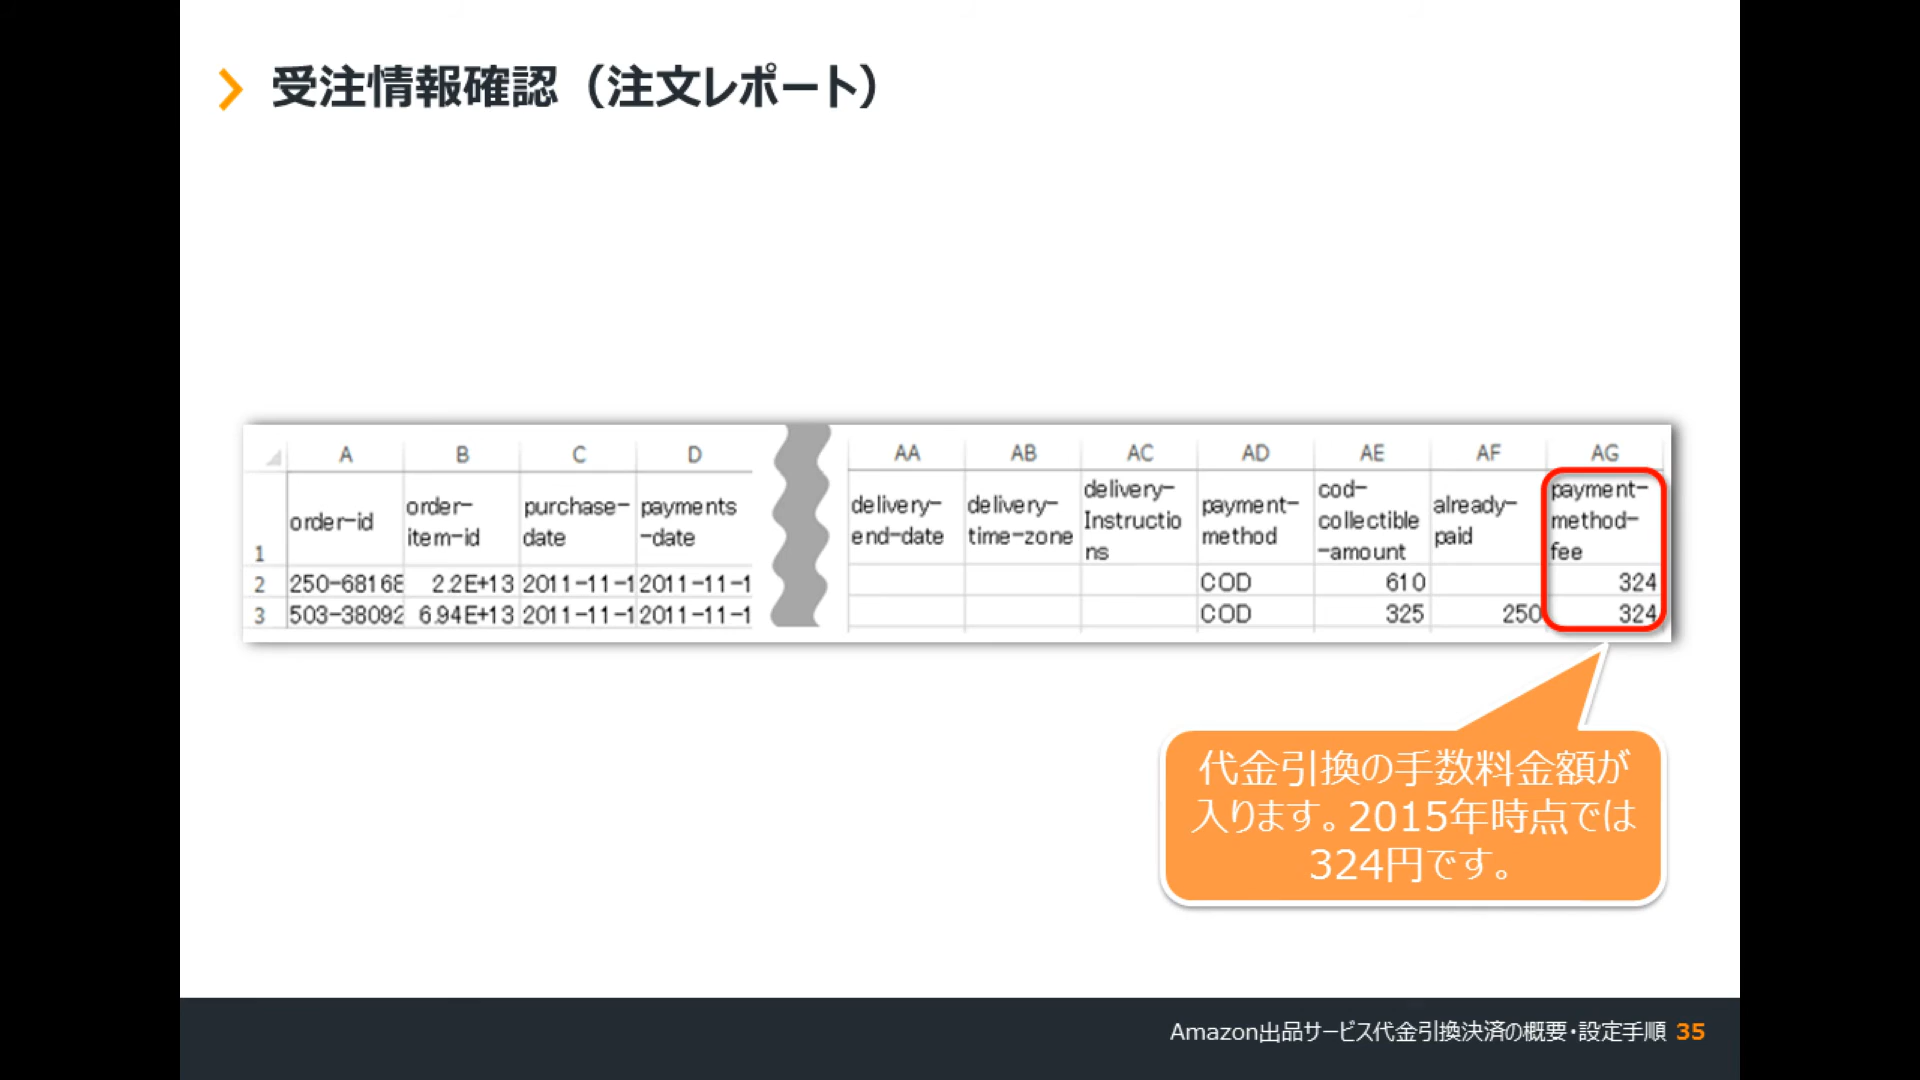 受注情報確認（注文レポート）
A B C D AA AB AC AD AE AF AG
1 order-id order-item-id purchase-date payments-date delivery-end-date delivery-time-zone delivery-Instructions payment-method cod-collectible-amount already-paid payment-method-fee
2 250-68168 2.2E+13 2011-11-1 2011-11-1 COD 610 324
3 503-38092 6.94E+13 2011-11-1 2011-11-1 COD 325 250 324
代金引換の手数料金額が
入ります。2015年時点では
324円です。
Amazon出品サービス代金引換決済の概要・設定手順 35